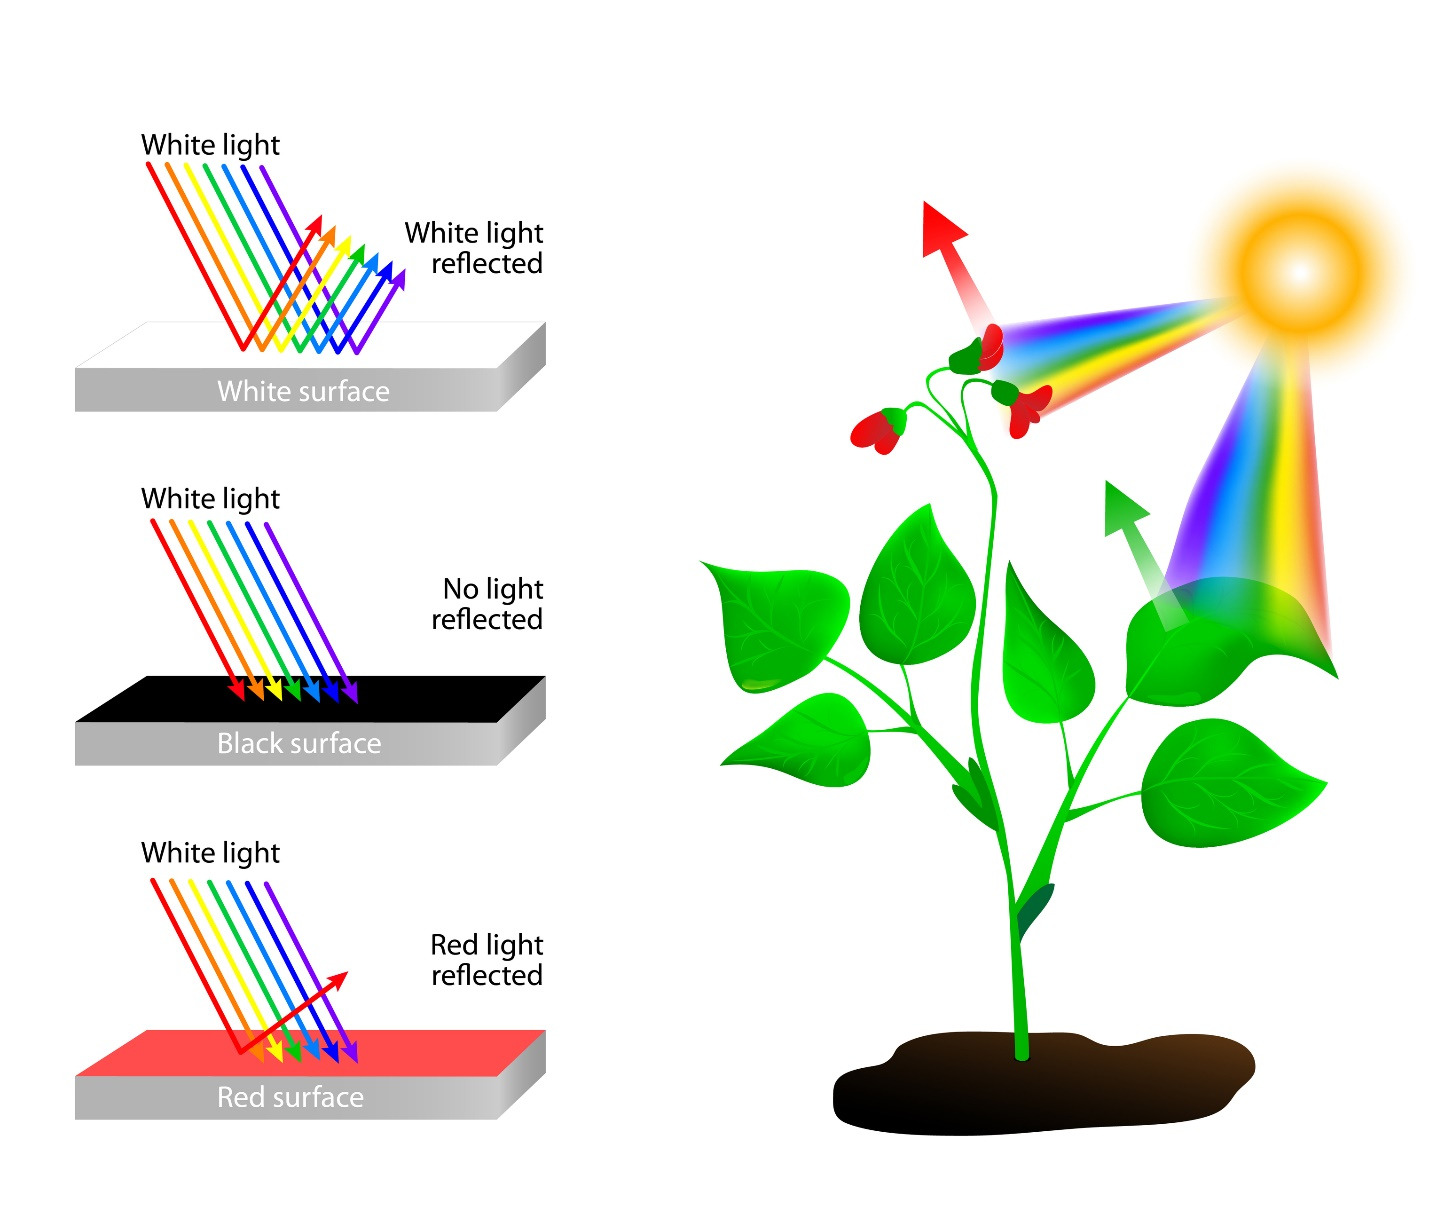 White light
White light
reflected
White surface
White light
No light
reflected
Black surface
White light
Red light
reflected
Red surface